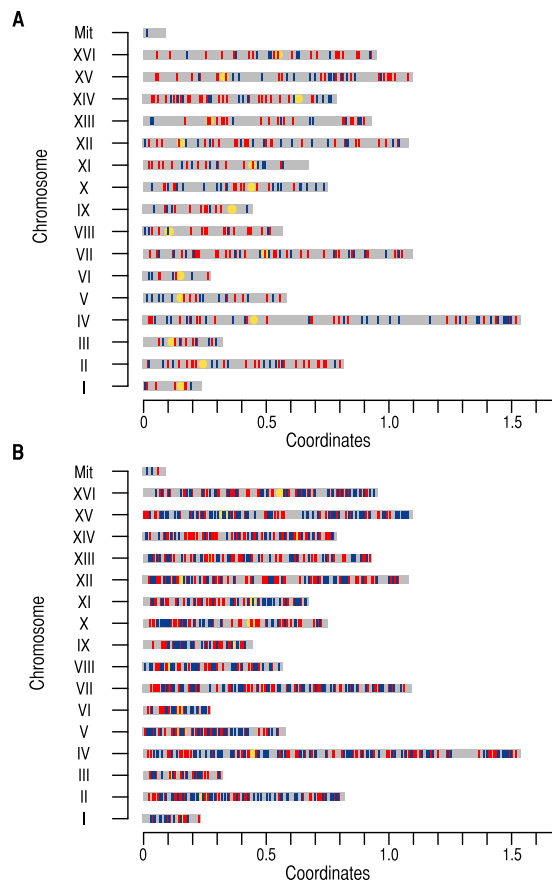 A
Mit
XVI
XV
XIV
XIII
XII
XI
X
IX
VIII
VII
VI
V
IV
III
II
I
Chromosome
0 0.5 1.0 1.5
Coordinates
B
Mit
XVI
XV
XIV
XIII
XII
XI
X
IX
VIII
VII
VI
V
IV
III
II
I
Chromosome
0 0.5 1.0 1.5
Coordinates